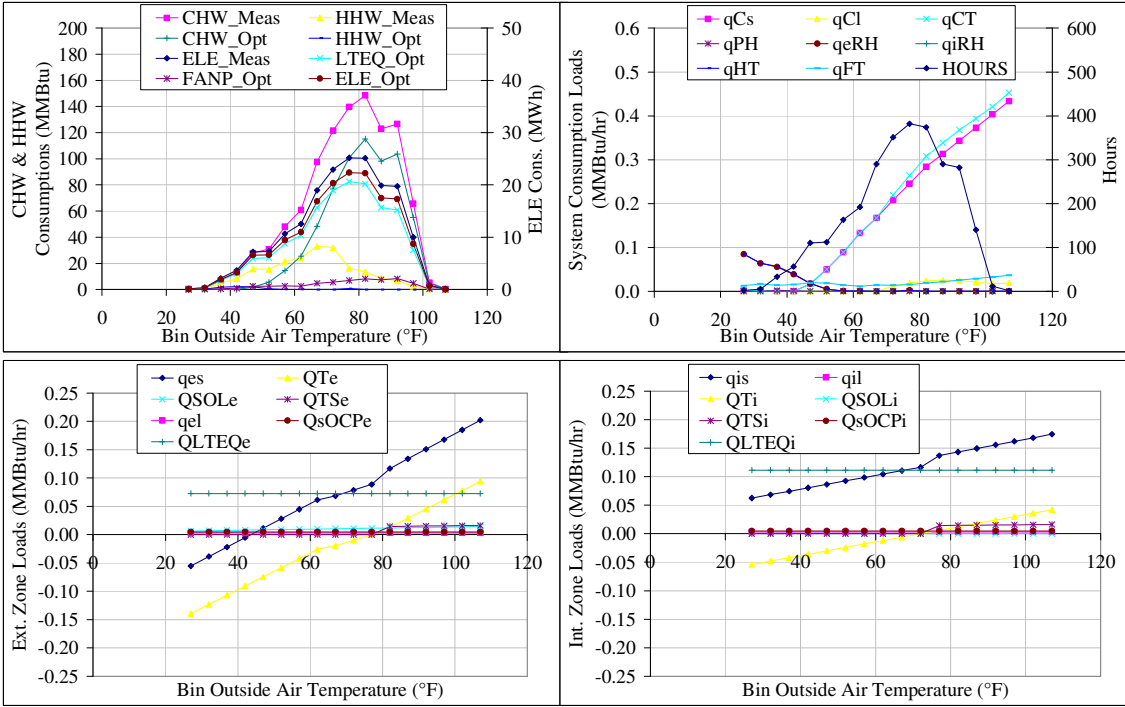 CHW_Meas HHW_Meas
CHW_Opt HHW_Opt
ELE_Meas LTEQ_Opt
FANP_Opt ELE_Opt
CHW & HHW
Consumptions (MMBtu)
200
180
160
140
120
100
80
60
40
20
0
50
40
30
20
10
0
ELE Cons. (MWh)
0 20 40 60 80 100 120
Bin Outside Air Temperature (°F)
qCs qCl qCT
qPH qeRH qiRH
qHT qFT HOURS
System Consumption Loads
(MMBtu/hr)
0.6
0.5
0.4
0.3
0.2
0.1
0.0
600
500
400
300
200
100
0
Hours
0 20 40 60 80 100 120
Bin Outside Air Temperature (°F)
qes QTe
QSOLe QTSe
qel QsOCPe
QLTEQe
Ext. Zone Loads (MMBtu/hr)
0.25
0.20
0.15
0.10
0.05
0.00
-0.05
-0.10
-0.15
-0.20
-0.25
0 20 40 60 80 100 120
Bin Outside Air Temperature (°F)
qis qil
QTi QSOLi
QTSi QsOCPi
QLTEQi
Int. Zone Loads (MMBtu/hr)
0.25
0.20
0.15
0.10
0.05
0.00
-0.05
-0.10
-0.15
-0.20
-0.25
0 20 40 60 80 100 120
Bin Outside Air Temperature (°F)